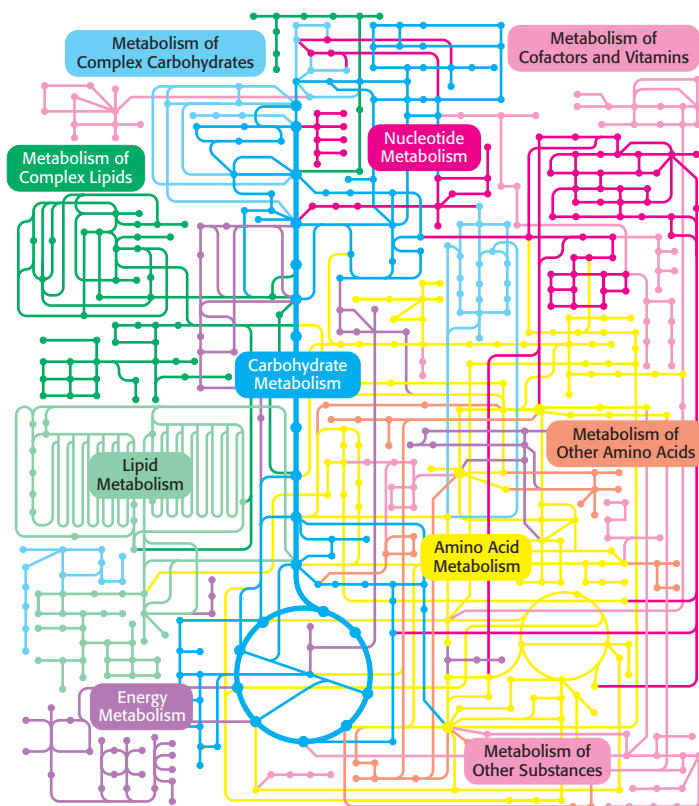 Metabolism of
Complex Carbohydrates
Metabolism of
Cofactors and Vitamins
Nucleotide
Metabolism
Metabolism of
Complex Lipids
Carbohydrate
Metabolism
Metabolism of
Other Amino Acids
Lipid
Metabolism
Amino Acid
Metabolism
Energy
Metabolism
Metabolism of
Other Substances